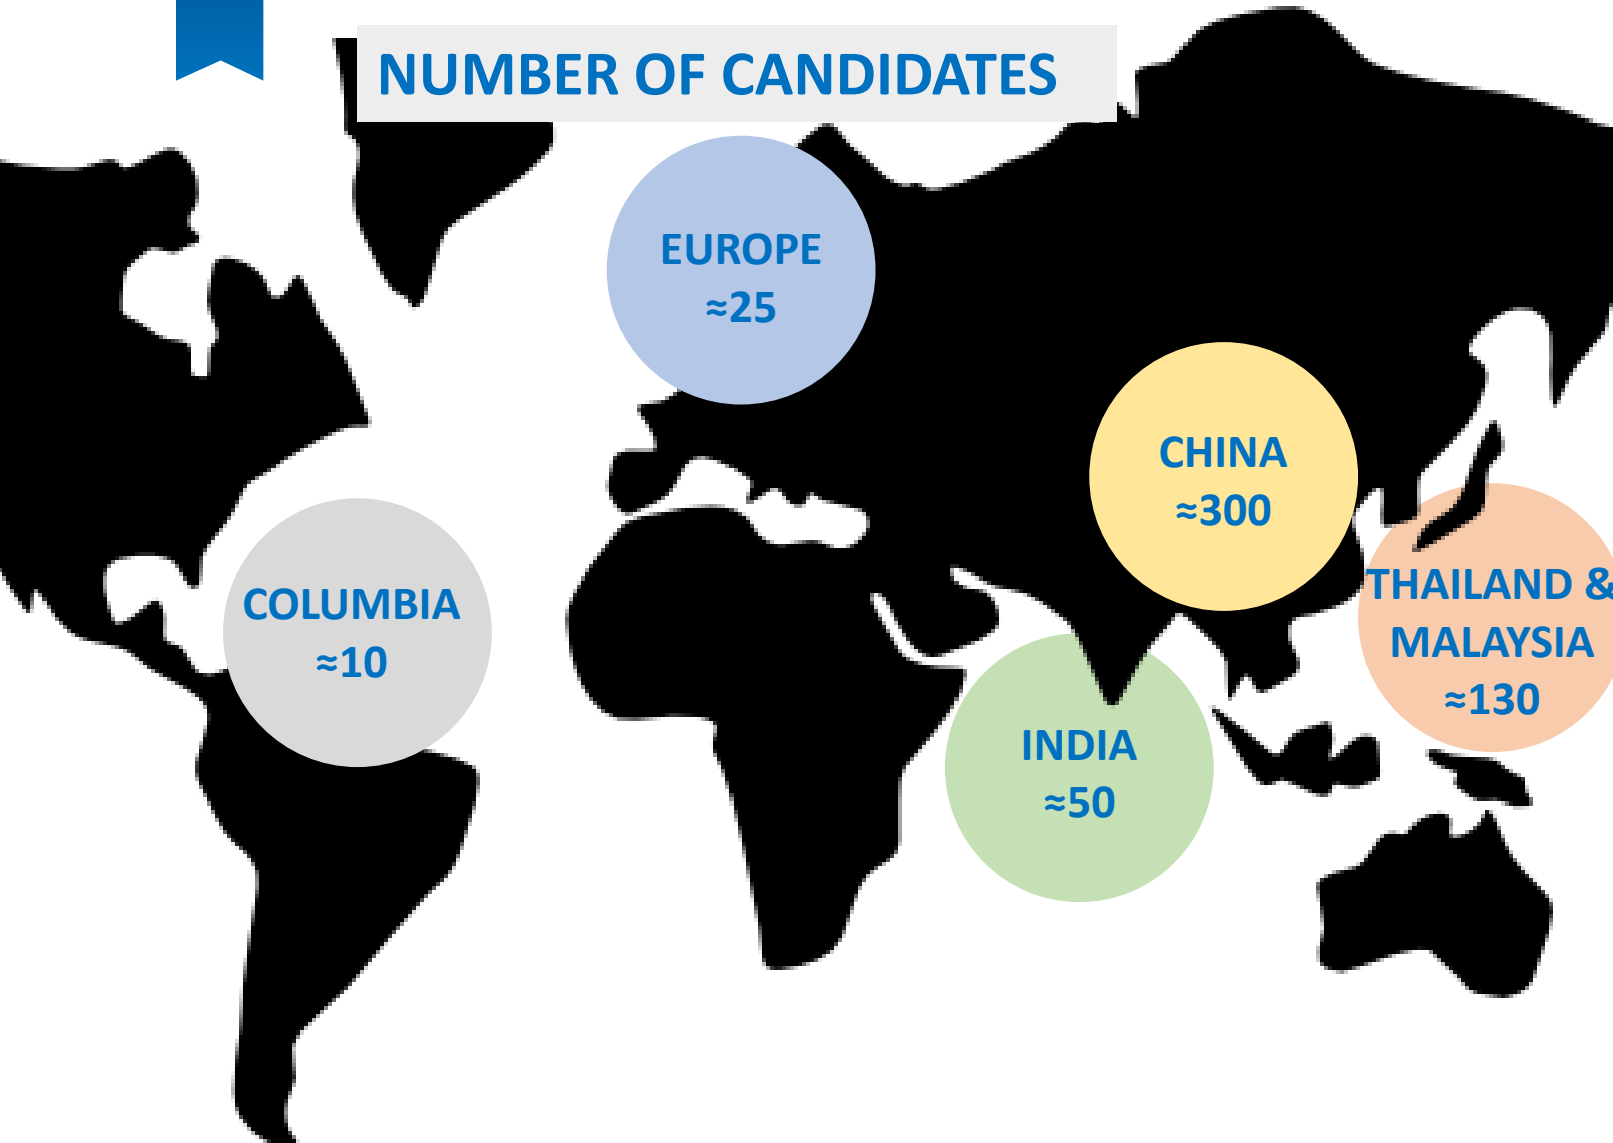 NUMBER OF CANDIDATES
EUROPE
≈25
CHINA
≈300
COLUMBIA
≈10
THAILAND &
MALAYSIA
≈130
INDIA
≈50